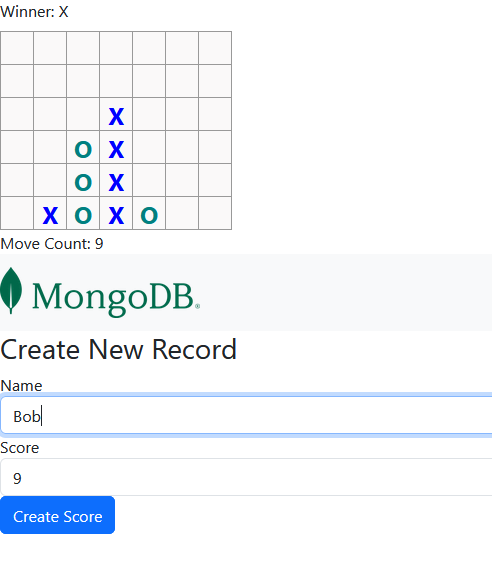 Winner: X
X
O X
O X
X O X O
Move Count: 9
MongoDB®
Create New Record
Name
Bob
Score
9
Create Score